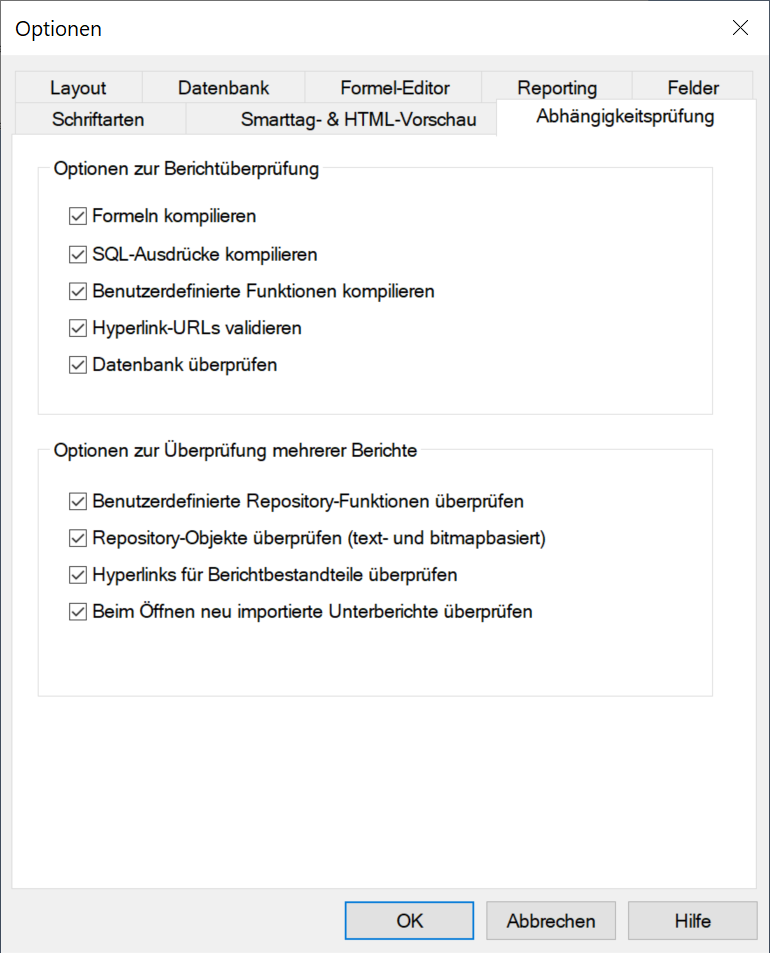 Optionen
Layout Datenbank Formel-Editor Reporting Felder
Schriftarten Smarttag- & HTML-Vorschau Abhängigkeitsprüfung
Optionen zur Berichtüberprüfung
Formeln kompilieren
SQL-Ausdrücke kompilieren
Benutzerdefinierte Funktionen kompilieren
Hyperlink-URLs validieren
Datenbank überprüfen
Optionen zur Überprüfung mehrerer Berichte
Benutzerdefinierte Repository-Funktionen überprüfen
Repository-Objekte überprüfen (text- und bitmapbasiert)
Hyperlinks für Berichtbestandteile überprüfen
Beim Öffnen neu importierte Unterberichte überprüfen
OK Abbrechen Hilfe